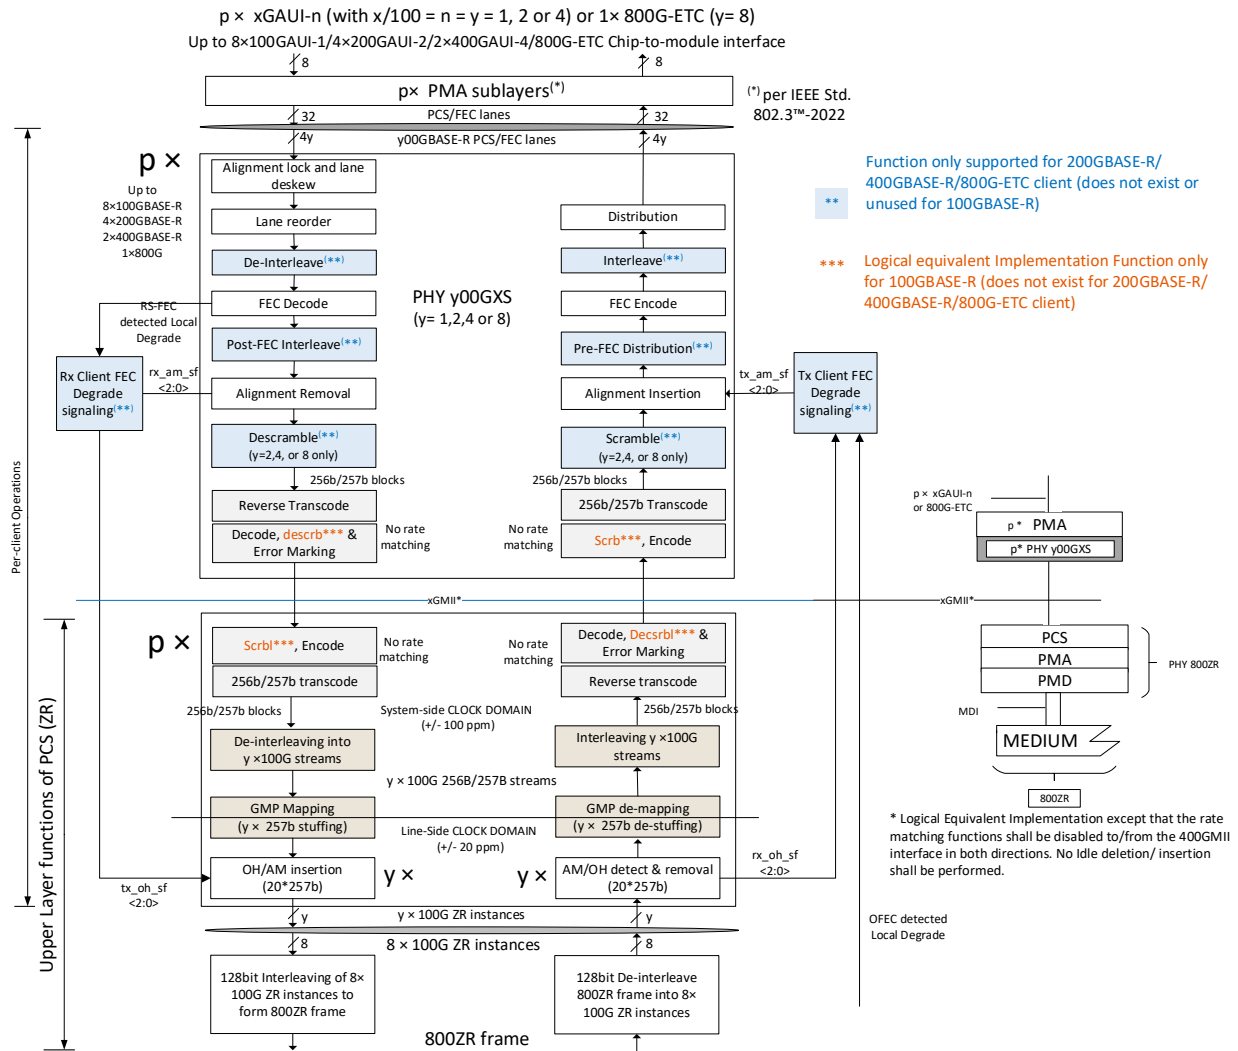 p × xGAUI-n (with x/100 = n = y = 1, 2 or 4) or 1× 800G-ETC (y= 8)
Up to 8×100GAUI-1/4×200GAUI-2/2×400GAUI-4/800G-ETC Chip-to-module interface
8
8
p× PMA sublayers(*)
(*) per IEEE Std.
802.3™-2022
32
PCS/FEC lanes
32
4y
y00GBASE-R PCS/FEC lanes
4y
p ×
Up to
8×100GBASE-R
4×200GBASE-R
2×400GBASE-R
1×800G
Alignment lock and lane
deskew
Lane reorder
De-Interleave(**)
FEC Decode
Post-FEC Interleave(**)
Alignment Removal
Descramble(**)
(y=2,4, or 8 only)
256b/257b blocks
Reverse Transcode
Decode, descrb*** &
Error Marking
No rate
matching
PHY y00GXS
(y= 1,2,4 or 8)
Distribution
Interleave(**)
FEC Encode
Pre-FEC Distribution(**)
Alignment Insertion
Scramble(**)
(y=2,4, or 8 only)
256b/257b blocks
256b/257b Transcode
Scrb***, Encode
No rate
matching
RS-FEC
detected Local
Degrade
Rx Client FEC
Degrade
signaling(**)
rx_am_sf
<2:0>
tx_am_sf
<2:0>
Tx Client FEC
Degrade
signaling(**)
**
Function only supported for 200GBASE-R/
400GBASE-R/800G-ETC client (does not exist or
unused for 100GBASE-R)
***
Logical equivalent Implementation Function only
for 100GBASE-R (does not exist for 200GBASE-R/
400GBASE-R/800G-ETC client)
Per-client Operations
xGMII*
xGMII*
Upper Layer functions of PCS (ZR)
p ×
Scrbl***, Encode
No rate
matching
256b/257b transcode
256b/257b blocks
De-interleaving into
y ×100G streams
GMP Mapping
(y × 257b stuffing)
OH/AM insertion
(20*257b)
y ×
tx_oh_sf
<2:0>
System-side CLOCK DOMAIN
(+/- 100 ppm)
y × 100G 256B/257B streams
Line-Side CLOCK DOMAIN
(+/- 20 ppm)
No rate
matching
Decode, Decsrbl*** &
Error Marking
Reverse transcode
256b/257b blocks
Interleaving y ×100G
streams
GMP de-mapping
(y × 257b de-stuffing)
y ×
AM/OH detect & removal
(20*257b)
rx_oh_sf
<2:0>
y
y × 100G ZR instances
y
8
8 × 100G ZR instances
8
128bit Interleaving of 8×
100G ZR instances to
form 800ZR frame
128bit De-interleave
800ZR frame into 8×
100G ZR instances
800ZR frame
OFEC detected
Local Degrade
p × xGAUI-n
or 800G-ETC
p * PMA
p* PHY y00GXS
PCS
PMA
PMD
PHY 800ZR
MDI
MEDIUM
800ZR
* Logical Equivalent Implementation except that the rate
matching functions shall be disabled to/from the 400GMII
interface in both directions. No Idle deletion/ insertion
shall be performed.